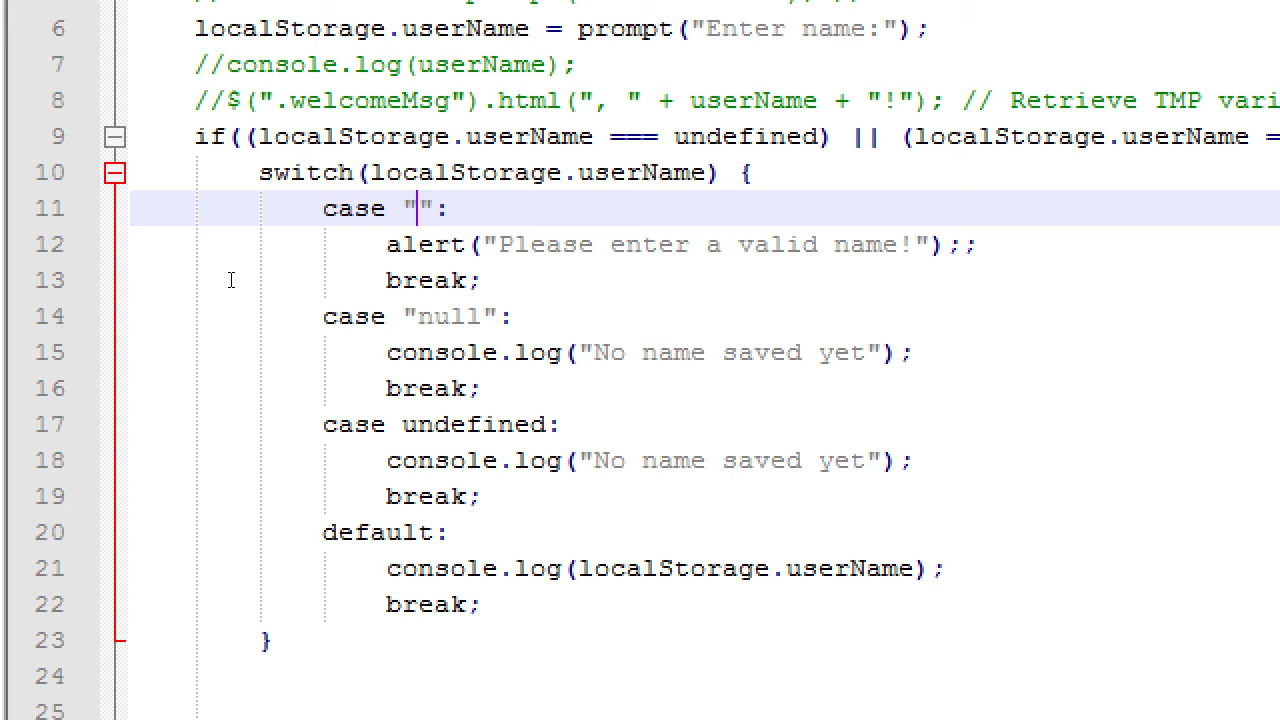 6 localStorage.userName = prompt("Enter name:");
7 //console.log(userName);
8 //$(".welcomeMsg").html(", " + userName + "!"); // Retrieve TMP vari
9 if((localStorage.userName === undefined) || (localStorage.userName =
10 switch(localStorage.userName) {
11 case "":
12 alert("Please enter a valid name!");;
13 break;
14 case "null":
15 console.log("No name saved yet");
16 break;
17 case undefined:
18 console.log("No name saved yet");
19 break;
20 default:
21 console.log(localStorage.userName);
22 break;
23 }
24
25